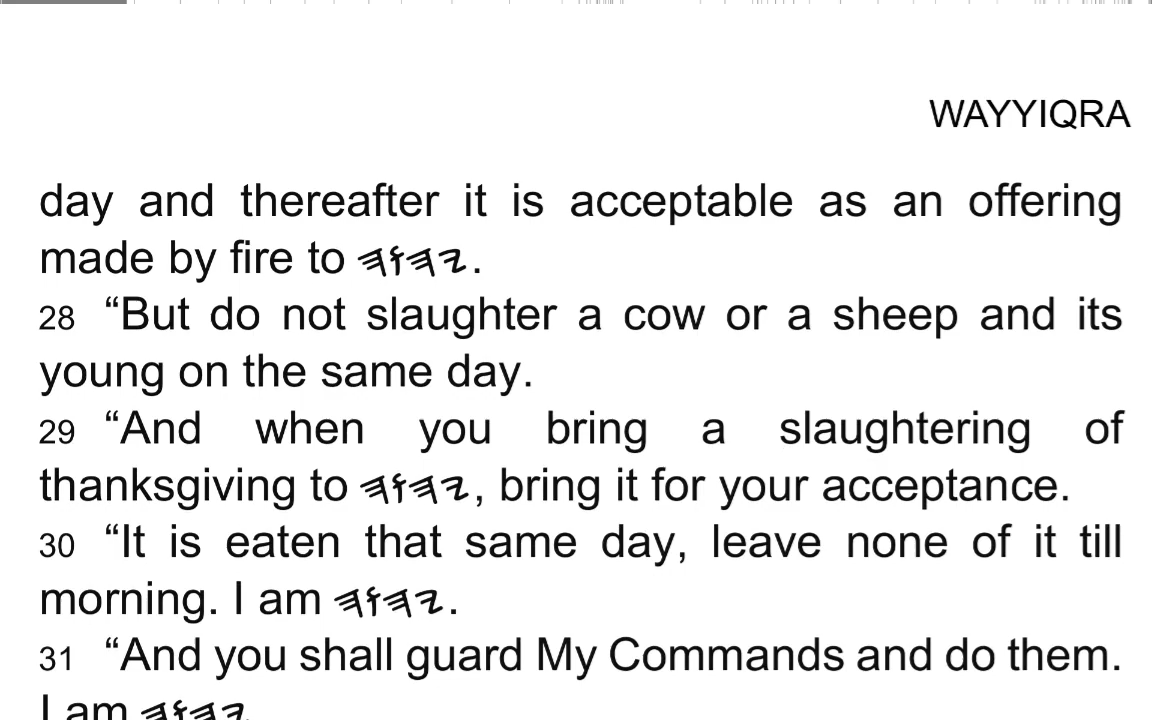 WAYYIQRA
day and thereafter it is acceptable as an offering
made by fire to 𐤉𐤄𐤅𐤄.
28 “But do not slaughter a cow or a sheep and its
young on the same day.
29 “And when you bring a slaughtering of
thanksgiving to 𐤉𐤄𐤅𐤄, bring it for your acceptance.
30 “It is eaten that same day, leave none of it till
morning. I am 𐤉𐤄𐤅𐤄.
31 “And you shall guard My Commands and do them.
I am 𐤉𐤄𐤅𐤄